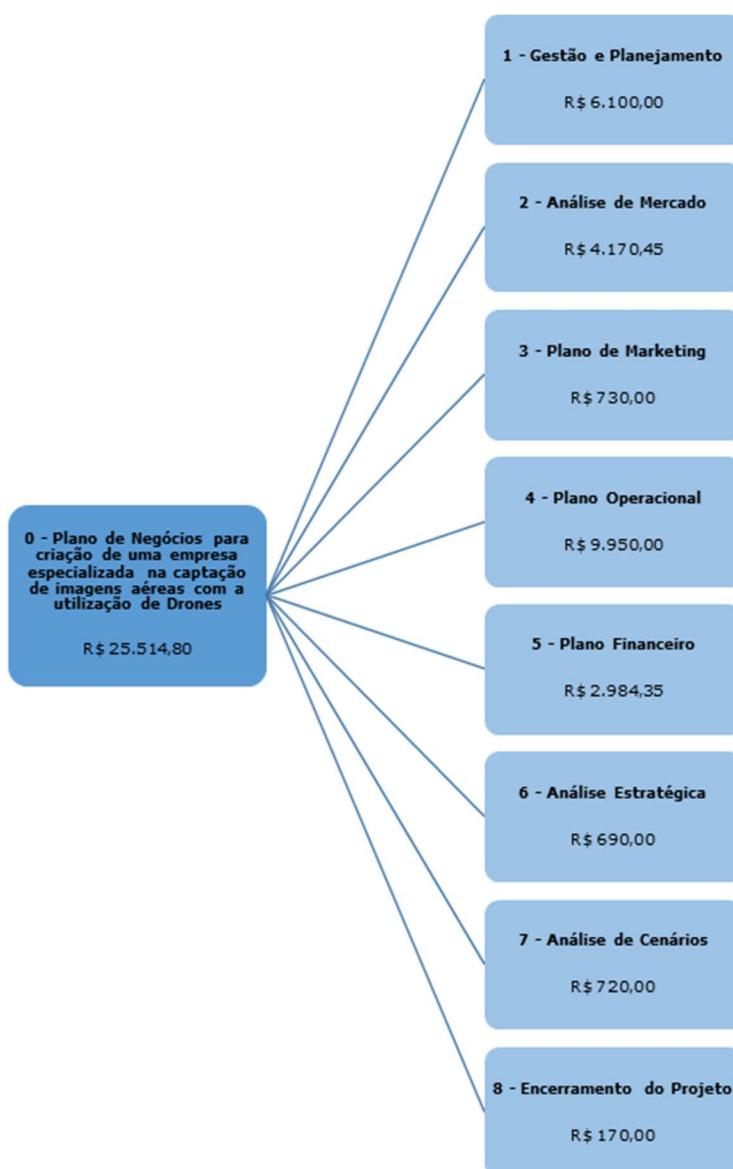 0 - Plano de Negócios para
criação de uma empresa
especializada na captação
de imagens aéreas com a
utilização de Drones
R$ 25.514,80
1 - Gestão e Planejamento
R$ 6.100,00
2 - Análise de Mercado
R$ 4.170,45
3 - Plano de Marketing
R$ 730,00
4 - Plano Operacional
R$ 9.950,00
5 - Plano Financeiro
R$ 2.984,35
6 - Análise Estratégica
R$ 690,00
7 - Análise de Cenários
R$ 720,00
8 - Encerramento do Projeto
R$ 170,00